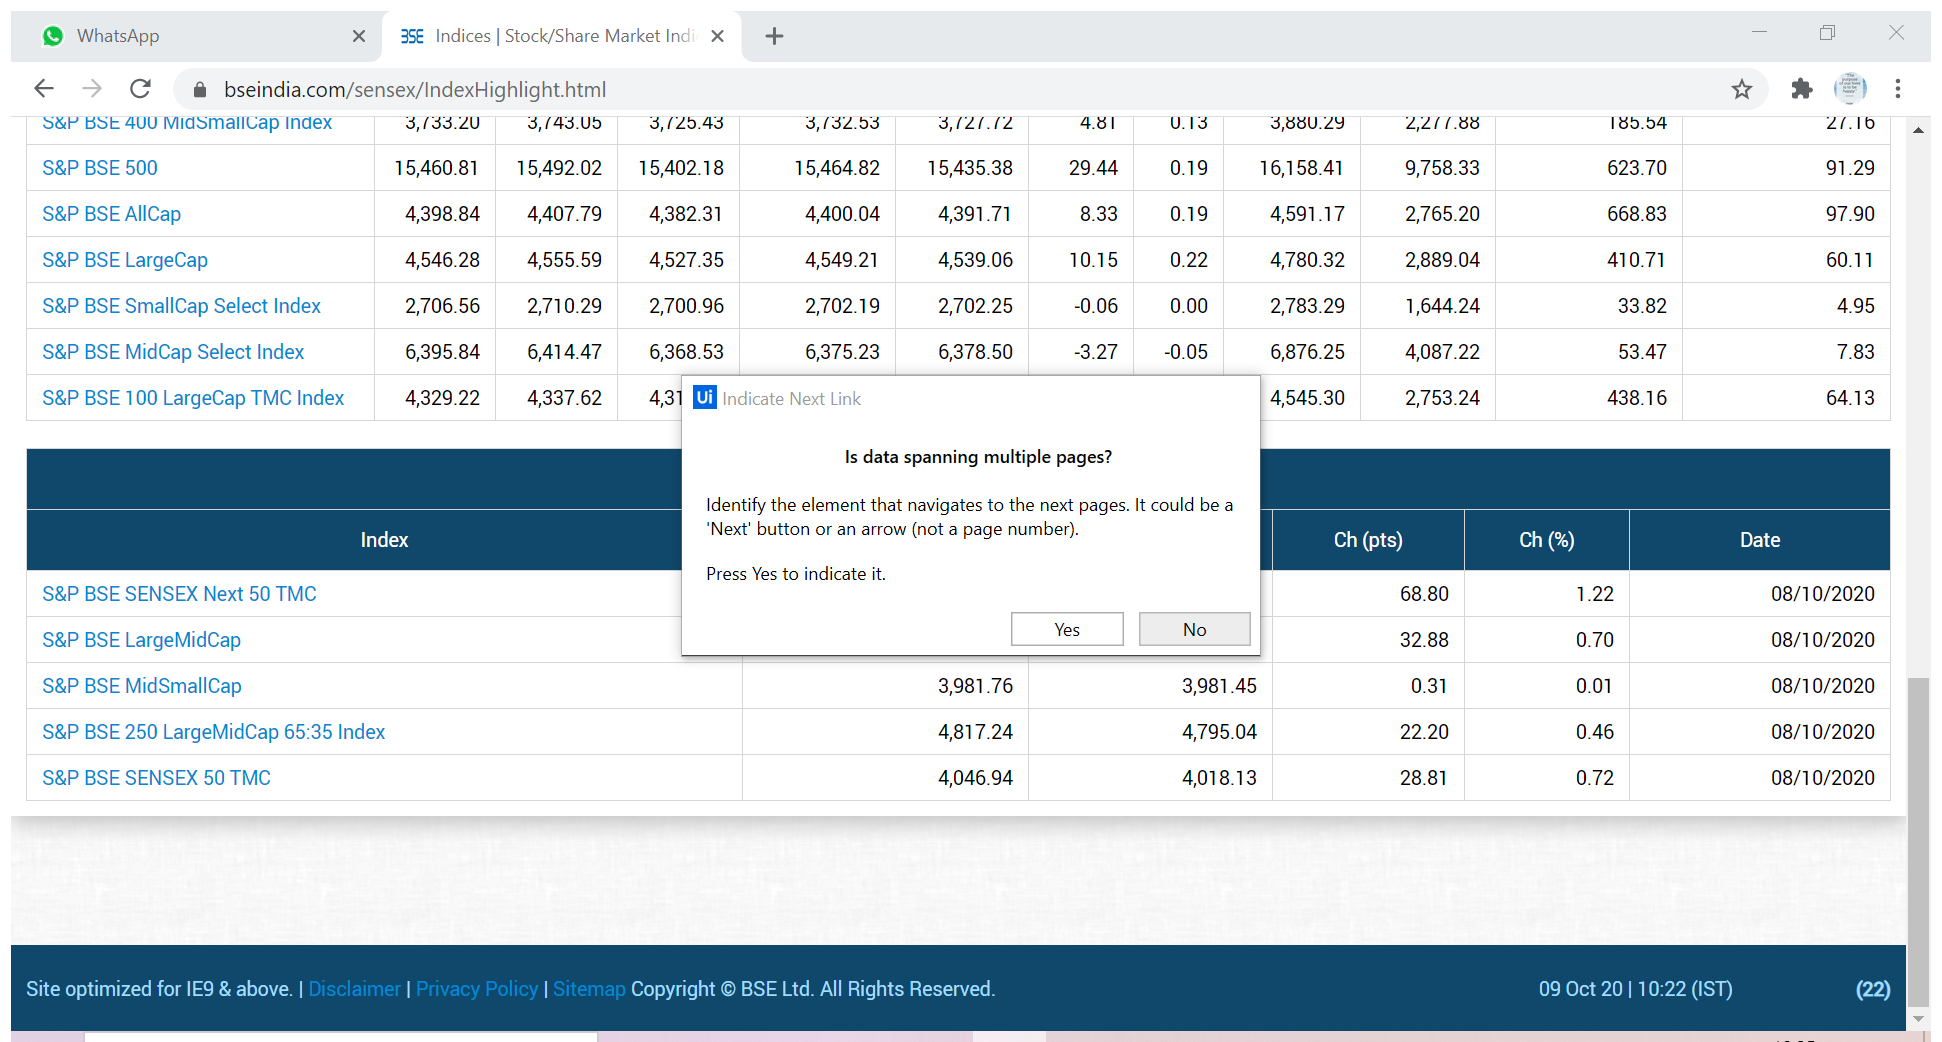 WhatsApp
BSE Indices | Stock/Share Market Indi
bseindia.com/sensex/IndexHighlight.html
S&P BSE 400 MidSmallCap Index 3,733.20 3,743.05 3,725.43 3,732.53 3,727.72 4.81 0.13 3,880.29 2,277.88 185.54 27.16
S&P BSE 500 15,460.81 15,492.02 15,402.18 15,464.82 15,435.38 29.44 0.19 16,158.41 9,758.33 623.70 91.29
S&P BSE AllCap 4,398.84 4,407.79 4,382.31 4,400.04 4,391.71 8.33 0.19 4,591.17 2,765.20 668.83 97.90
S&P BSE LargeCap 4,546.28 4,555.59 4,527.35 4,549.21 4,539.06 10.15 0.22 4,780.32 2,889.04 410.71 60.11
S&P BSE SmallCap Select Index 2,706.56 2,710.29 2,700.96 2,702.19 2,702.25 -0.06 0.00 2,783.29 1,644.24 33.82 4.95
S&P BSE MidCap Select Index 6,395.84 6,414.47 6,368.53 6,375.23 6,378.50 -3.27 -0.05 6,876.25 4,087.22 53.47 7.83
S&P BSE 100 LargeCap TMC Index 4,329.22 4,337.62 4,31 4,545.30 2,753.24 438.16 64.13
Ui Indicate Next Link
Is data spanning multiple pages?
Identify the element that navigates to the next pages. It could be a
'Next' button or an arrow (not a page number).
Press Yes to indicate it.
Yes No
Index Ch (pts) Ch (%) Date
S&P BSE SENSEX Next 50 TMC 68.80 1.22 08/10/2020
S&P BSE LargeMidCap 32.88 0.70 08/10/2020
S&P BSE MidSmallCap 3,981.76 3,981.45 0.31 0.01 08/10/2020
S&P BSE 250 LargeMidCap 65:35 Index 4,817.24 4,795.04 22.20 0.46 08/10/2020
S&P BSE SENSEX 50 TMC 4,046.94 4,018.13 28.81 0.72 08/10/2020
Site optimized for IE9 & above. | Disclaimer | Privacy Policy | Sitemap Copyright © BSE Ltd. All Rights Reserved. 09 Oct 20 | 10:22 (IST) (22)